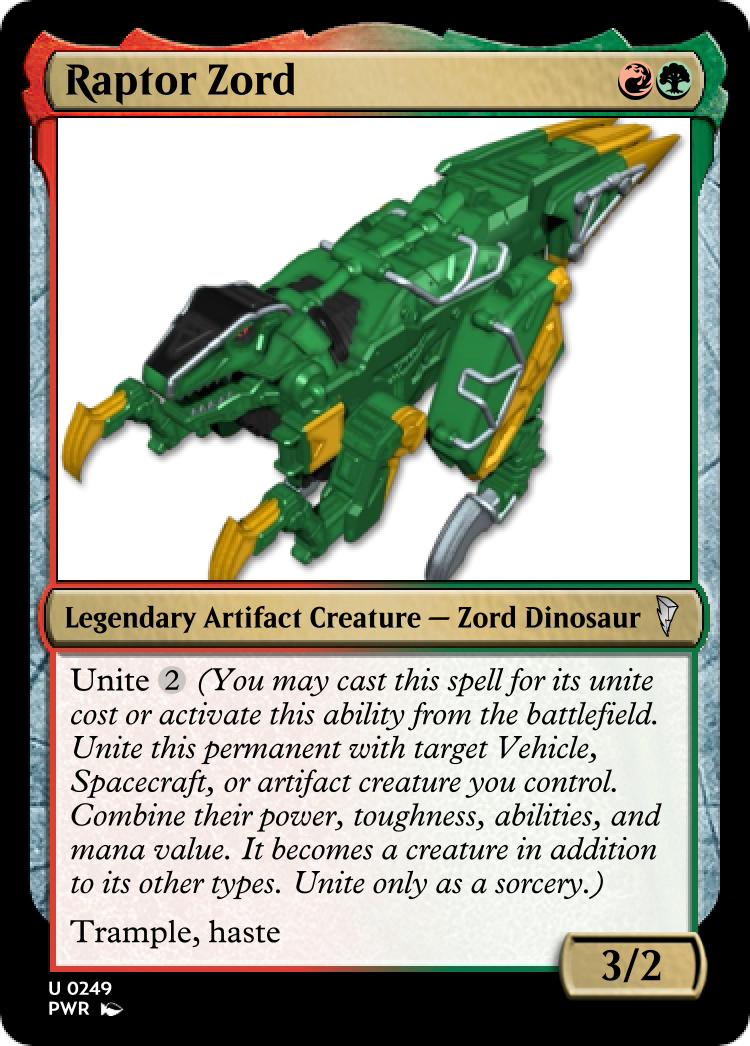 Raptor Zord
Legendary Artifact Creature — Zord Dinosaur
Unite 2 (You may cast this spell for its unite
cost or activate this ability from the battlefield.
Unite this permanent with target Vehicle,
Spacecraft, or artifact creature you control.
Combine their power, toughness, abilities, and
mana value. It becomes a creature in addition
to its other types. Unite only as a sorcery.)
Trample, haste
3/2
U 0249
PWR